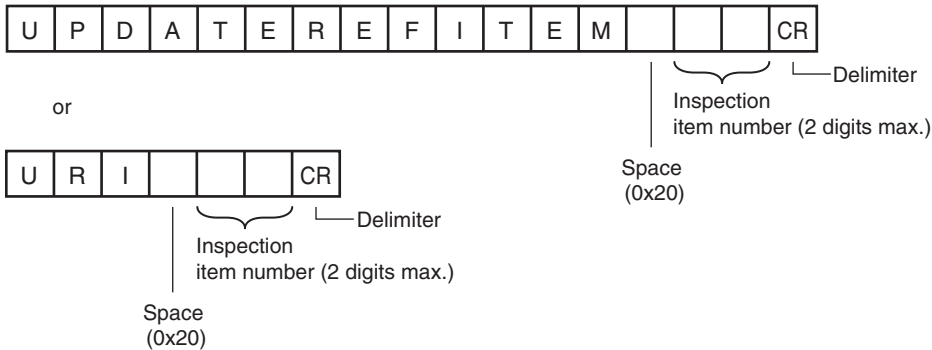 U P D A T E R E F I T E M CR
Delimiter
Inspection
item number (2 digits max.)
Space
(0x20)
or
U R I CR
Delimiter
Inspection
item number (2 digits max.)
Space
(0x20)